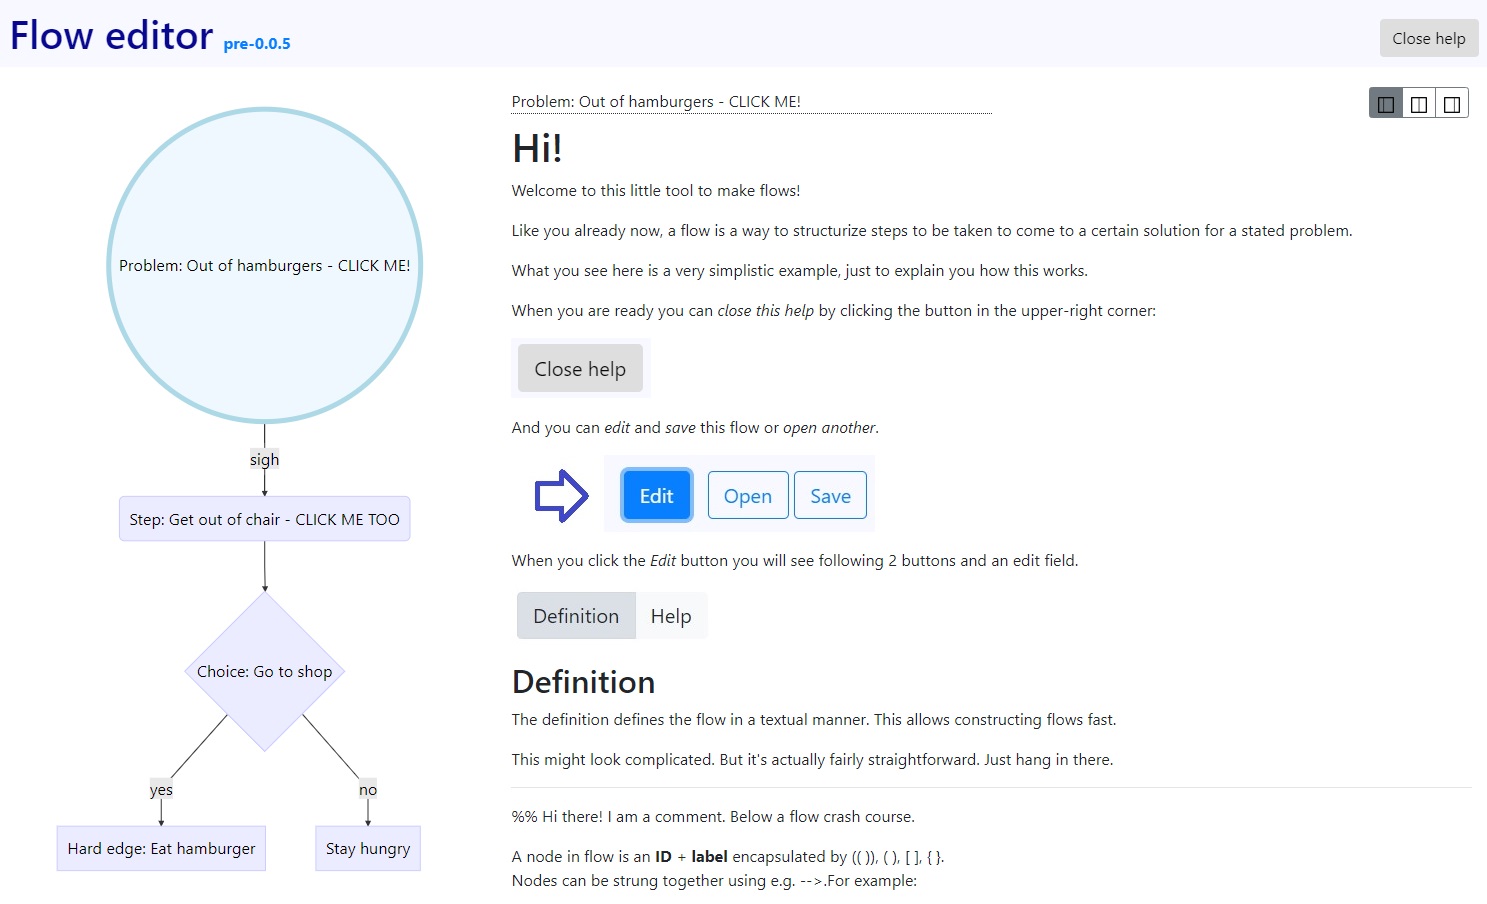 Flow editor pre-0.0.5
Close help
Problem: Out of hamburgers - CLICK ME!
sigh
Step: Get out of chair - CLICK ME TOO
Choice: Go to shop
yes
no
Hard edge: Eat hamburger
Stay hungry
Problem: Out of hamburgers - CLICK ME!
Hi!
Welcome to this little tool to make flows!
Like you already now, a flow is a way to structurize steps to be taken to come to a certain solution for a stated problem.
What you see here is a very simplistic example, just to explain you how this works.
When you are ready you can close this help by clicking the button in the upper-right corner:
Close help
And you can edit and save this flow or open another.
Edit Open Save
When you click the Edit button you will see following 2 buttons and an edit field.
Definition Help
Definition
The definition defines the flow in a textual manner. This allows constructing flows fast.
This might look complicated. But it's actually fairly straightforward. Just hang in there.
%% Hi there! I am a comment. Below a flow crash course.
A node in flow is an ID + label encapsulated by (( )), ( ), [ ], { }.
Nodes can be strung together using e.g. -->.For example: